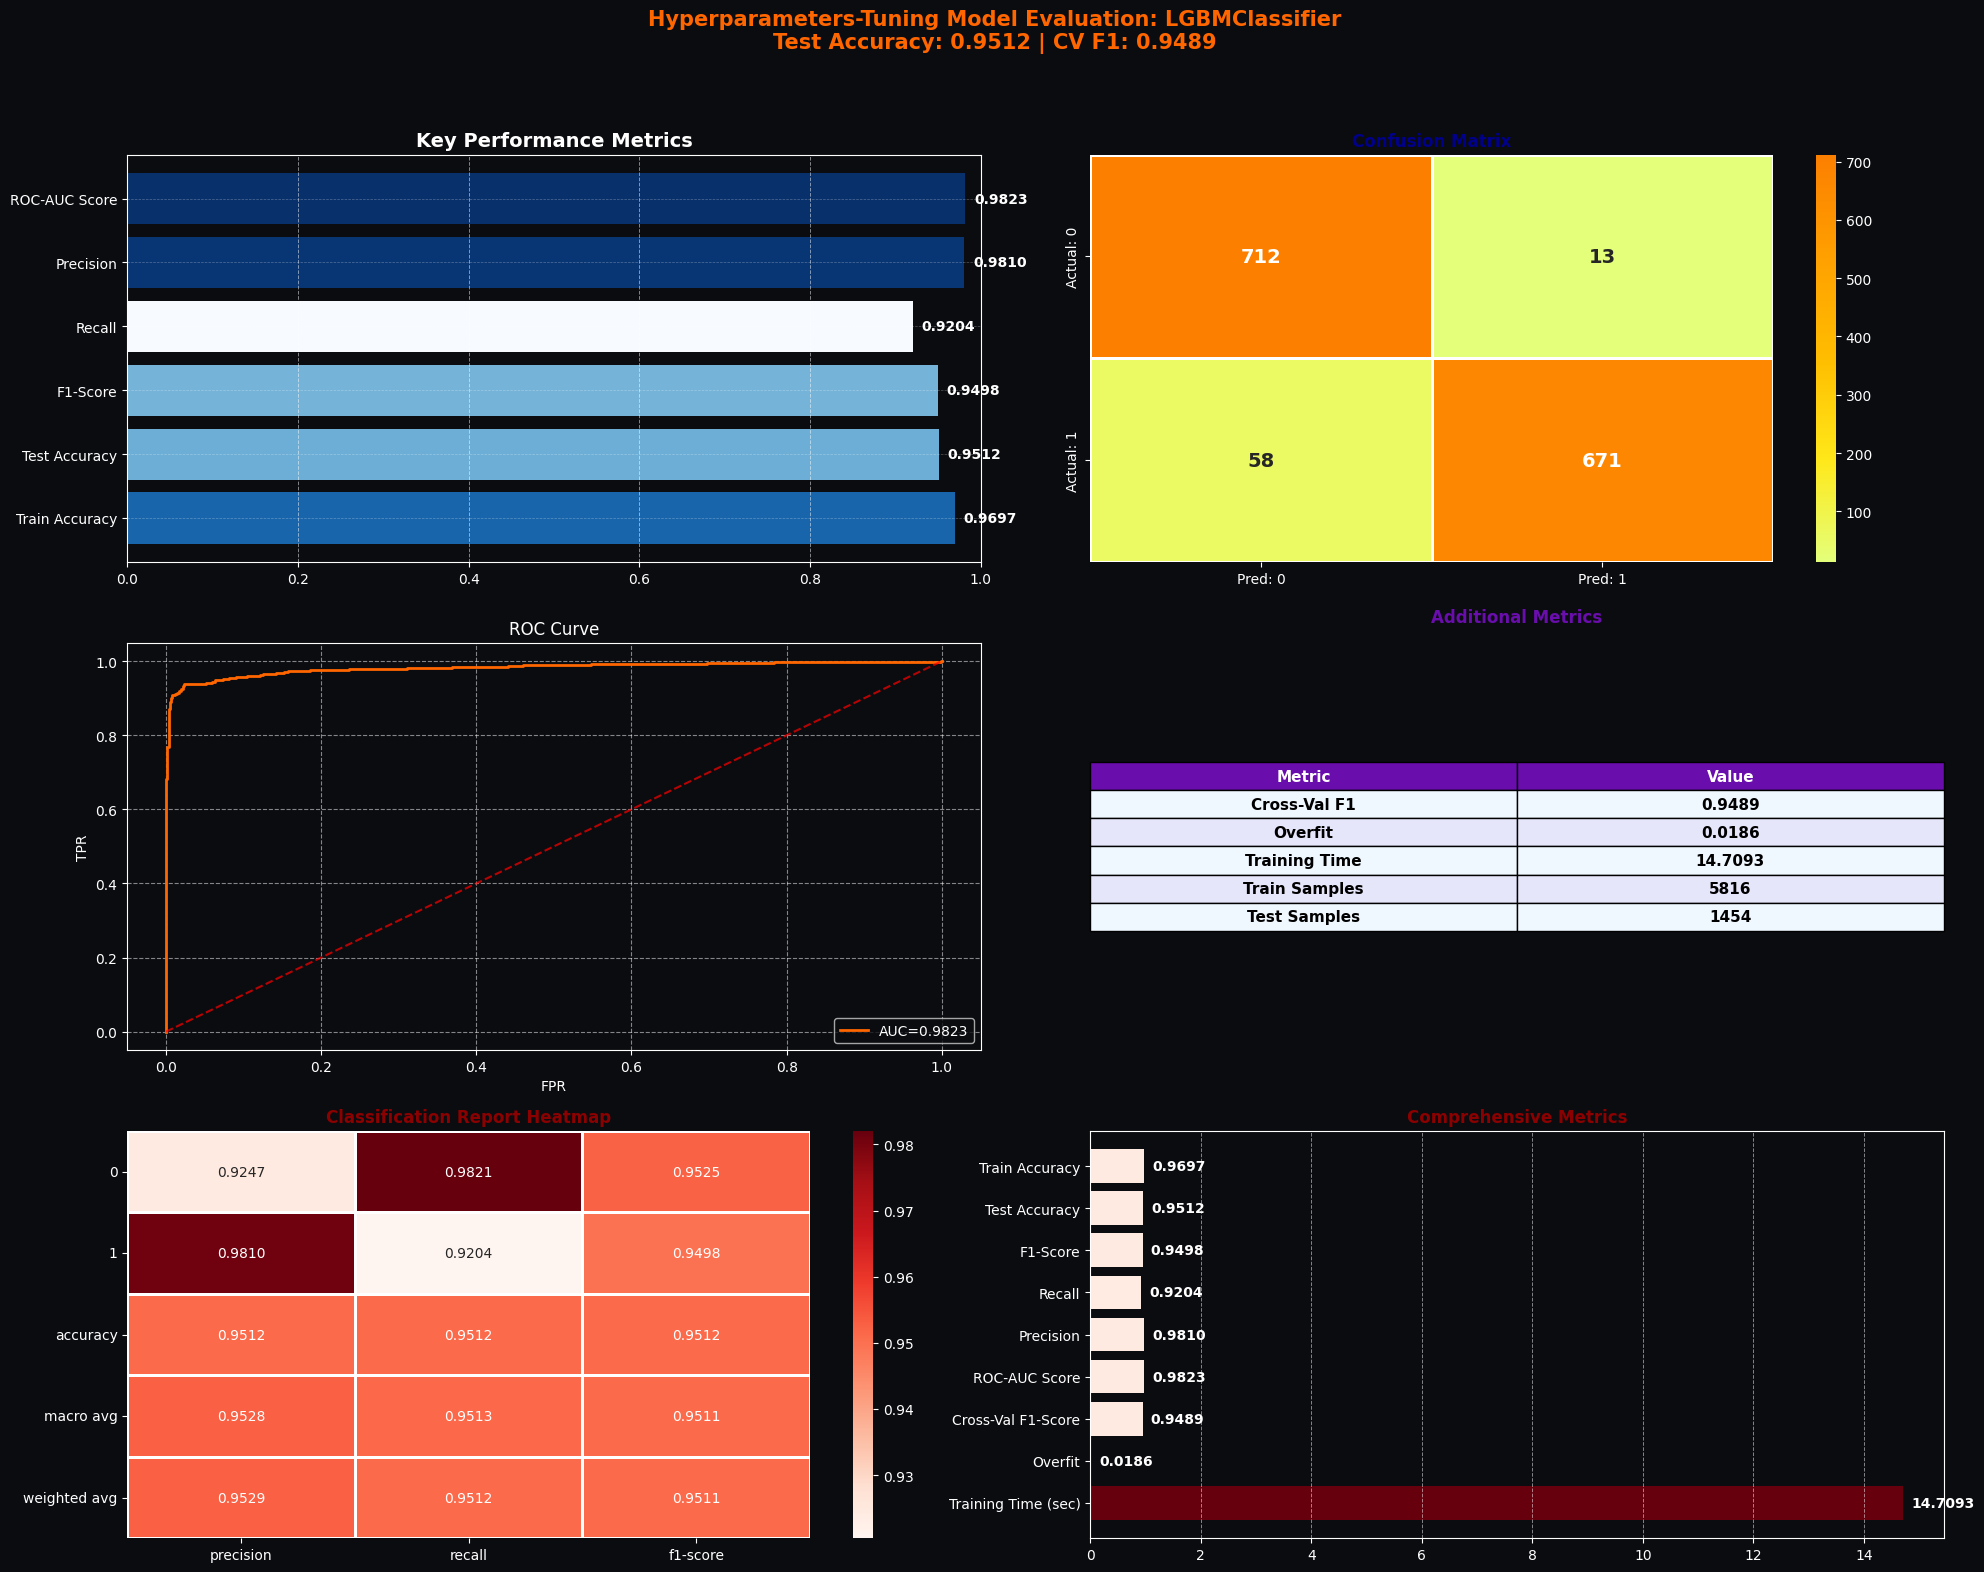 Hyperparameters-Tuning Model Evaluation: LGBMClassifier
Test Accuracy: 0.9512 | CV F1: 0.9489
Key Performance Metrics
ROC-AUC Score 0.9823
Precision 0.9810
Recall 0.9204
F1-Score 0.9498
Test Accuracy 0.9512
Train Accuracy 0.9697
0.0 0.2 0.4 0.6 0.8 1.0
Confusion Matrix
Actual: 0 712 13
Actual: 1 58 671
Pred: 0 Pred: 1
700
600
500
400
300
200
100
ROC Curve
1.0
0.8
0.6
0.4
0.2
0.0
TPR
AUC=0.9823
0.0 0.2 0.4 0.6 0.8 1.0
FPR
Additional Metrics
Metric Value
Cross-Val F1 0.9489
Overfit 0.0186
Training Time 14.7093
Train Samples 5816
Test Samples 1454
Classification Report Heatmap
0 0.9247 0.9821 0.9525
1 0.9810 0.9204 0.9498
accuracy 0.9512 0.9512 0.9512
macro avg 0.9528 0.9513 0.9511
weighted avg 0.9529 0.9512 0.9511
precision recall f1-score
0.98
0.97
0.96
0.95
0.94
0.93
Comprehensive Metrics
Train Accuracy 0.9697
Test Accuracy 0.9512
F1-Score 0.9498
Recall 0.9204
Precision 0.9810
ROC-AUC Score 0.9823
Cross-Val F1-Score 0.9489
Overfit 0.0186
Training Time (sec) 14.7093
0 2 4 6 8 10 12 14